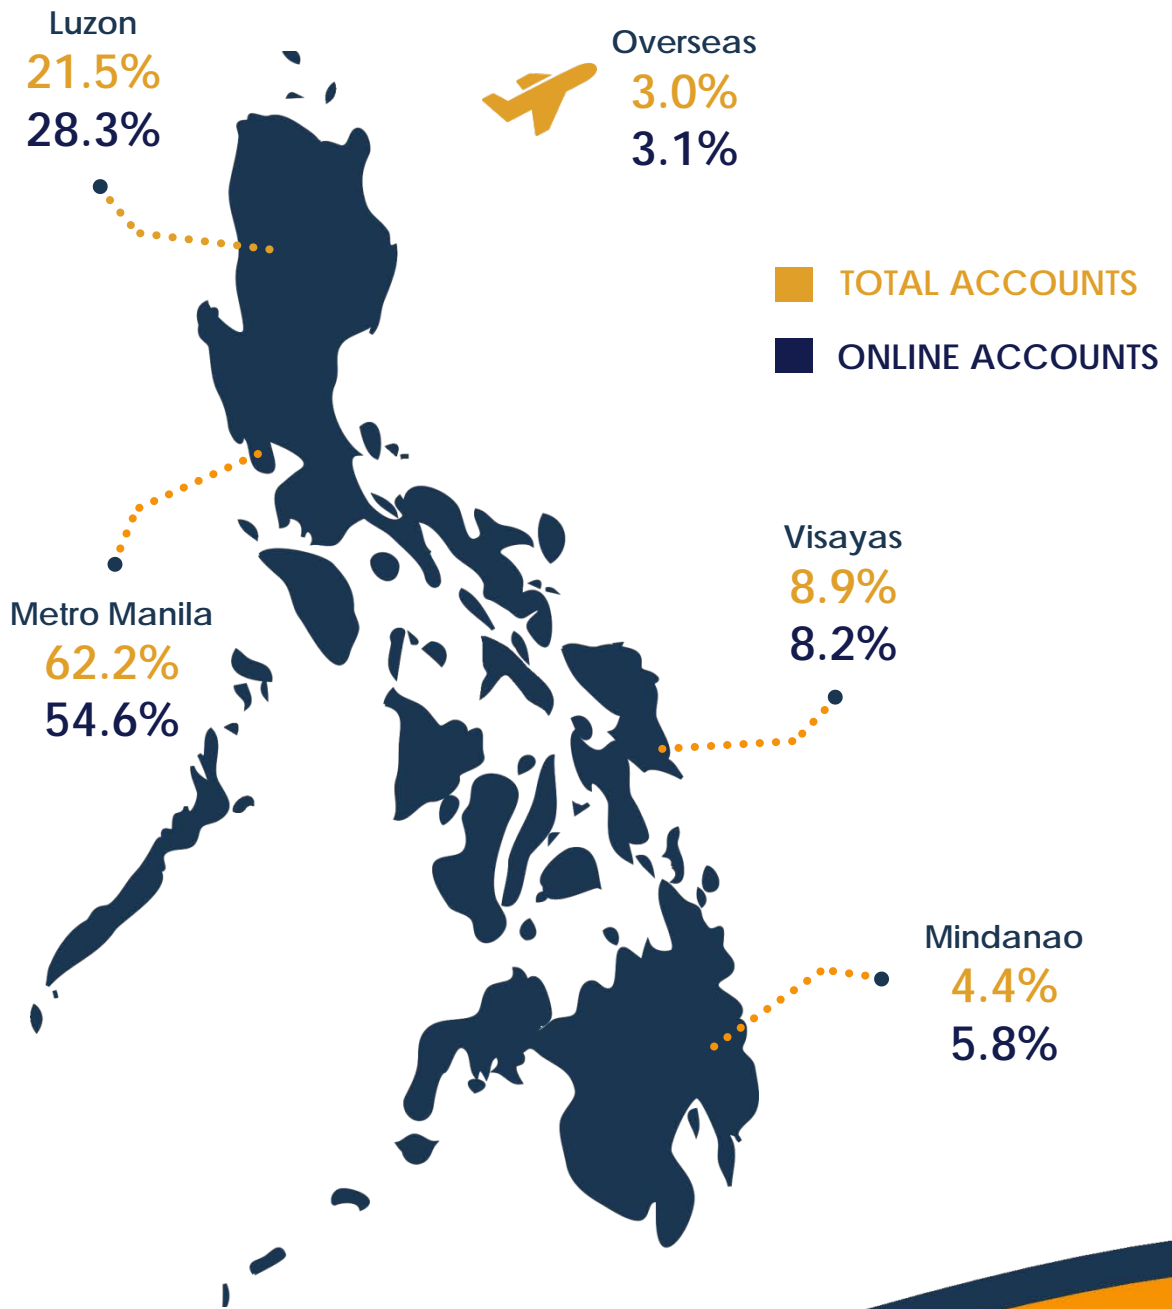 Luzon
21.5%
28.3%
Overseas
3.0%
3.1%
TOTAL ACCOUNTS
ONLINE ACCOUNTS
Metro Manila
62.2%
54.6%
Visayas
8.9%
8.2%
Mindanao
4.4%
5.8%